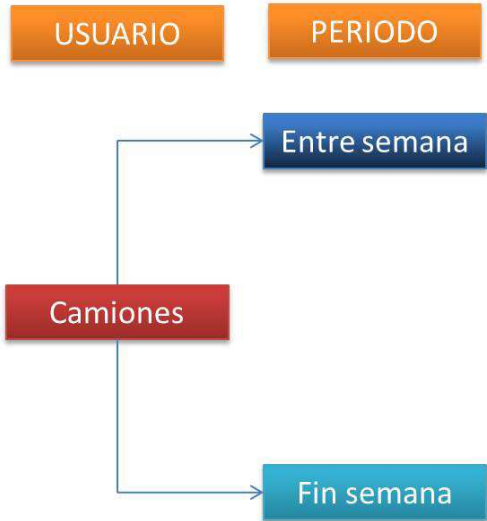 USUARIO
PERIODO
Entre semana
Camiones
Fin semana